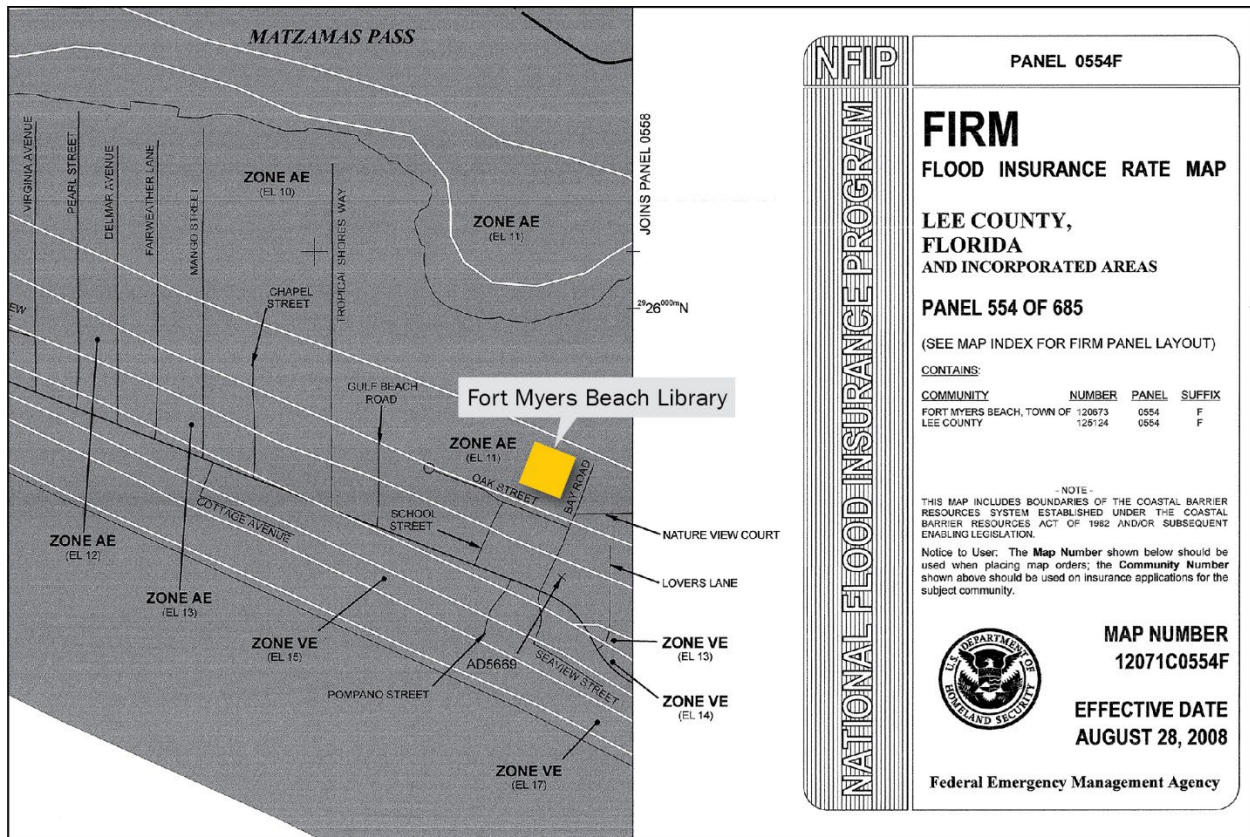 MATZAMAS PASS
VIRGINIA AVENUE
PEARL STREET
DELMAR AVENUE
FAIRWEATHER LANE
MANGO STREET
ZONE AE
(EL 10)
TROPICAL SHORES WAY
ZONE AE
(EL 11)
JOINS PANEL 0558
CHAPEL
STREET
2926000mN
EW
GULF BEACH
ROAD
Fort Myers Beach Library
ZONE AE
(EL 11)
OAK STREET
BAY ROAD
SCHOOL
STREET
COTTAGE AVENUE
NATURE VIEW COURT
ZONE AE
(EL 12)
LOVERS LANE
ZONE AE
(EL 13)
ZONE VE
(EL 15)
ZONE VE
(EL 13)
AD5669
SEAVIEW STREET
POMPANO STREET
ZONE VE
(EL 14)
ZONE VE
(EL 17)
NFIP
NATIONAL FLOOD INSURANCE PROGRAM
PANEL 0554F
FIRM
FLOOD INSURANCE RATE MAP
LEE COUNTY,
FLORIDA
AND INCORPORATED AREAS
PANEL 554 OF 685
(SEE MAP INDEX FOR FIRM PANEL LAYOUT)
CONTAINS:
COMMUNITY NUMBER PANEL SUFFIX
FORT MYERS BEACH, TOWN OF 120673 0554 F
LEE COUNTY 125124 0554 F
- NOTE -
THIS MAP INCLUDES BOUNDARIES OF THE COASTAL BARRIER
RESOURCES SYSTEM ESTABLISHED UNDER THE COASTAL
BARRIER RESOURCES ACT OF 1982 AND/OR SUBSEQUENT
ENABLING LEGISLATION.
Notice to User: The Map Number shown below should be
used when placing map orders; the Community Number
shown above should be used on insurance applications for the
subject community.
U.S. DEPARTMENT OF
HOMELAND SECURITY
MAP NUMBER
12071C0554F
EFFECTIVE DATE
AUGUST 28, 2008
Federal Emergency Management Agency